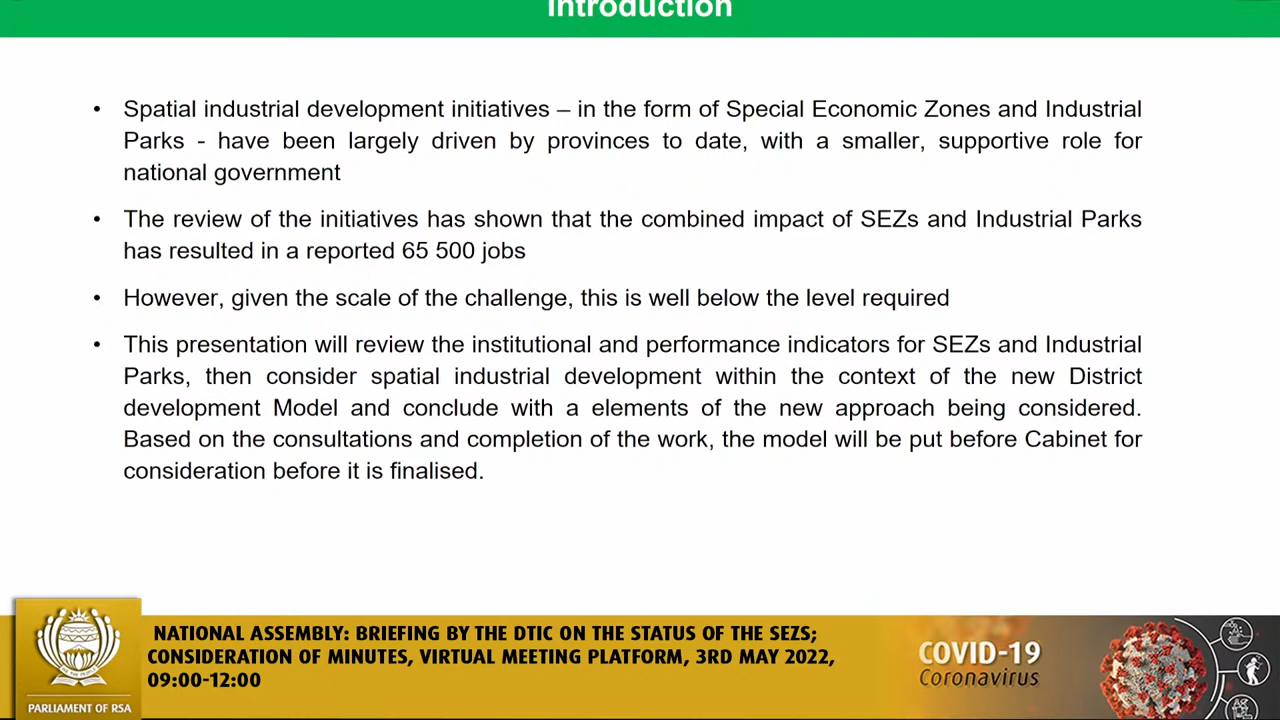 Introduction
• Spatial industrial development initiatives – in the form of Special Economic Zones and Industrial
Parks - have been largely driven by provinces to date, with a smaller, supportive role for
national government
• The review of the initiatives has shown that the combined impact of SEZs and Industrial Parks
has resulted in a reported 65 500 jobs
• However, given the scale of the challenge, this is well below the level required
• This presentation will review the institutional and performance indicators for SEZs and Industrial
Parks, then consider spatial industrial development within the context of the new District
development Model and conclude with a elements of the new approach being considered.
Based on the consultations and completion of the work, the model will be put before Cabinet for
consideration before it is finalised.
NATIONAL ASSEMBLY: BRIEFING BY THE DTIC ON THE STATUS OF THE SEZS;
CONSIDERATION OF MINUTES, VIRTUAL MEETING PLATFORM, 3RD MAY 2022,
09:00-12:00
PARLIAMENT OF RSA
COVID-19
Coronavirus